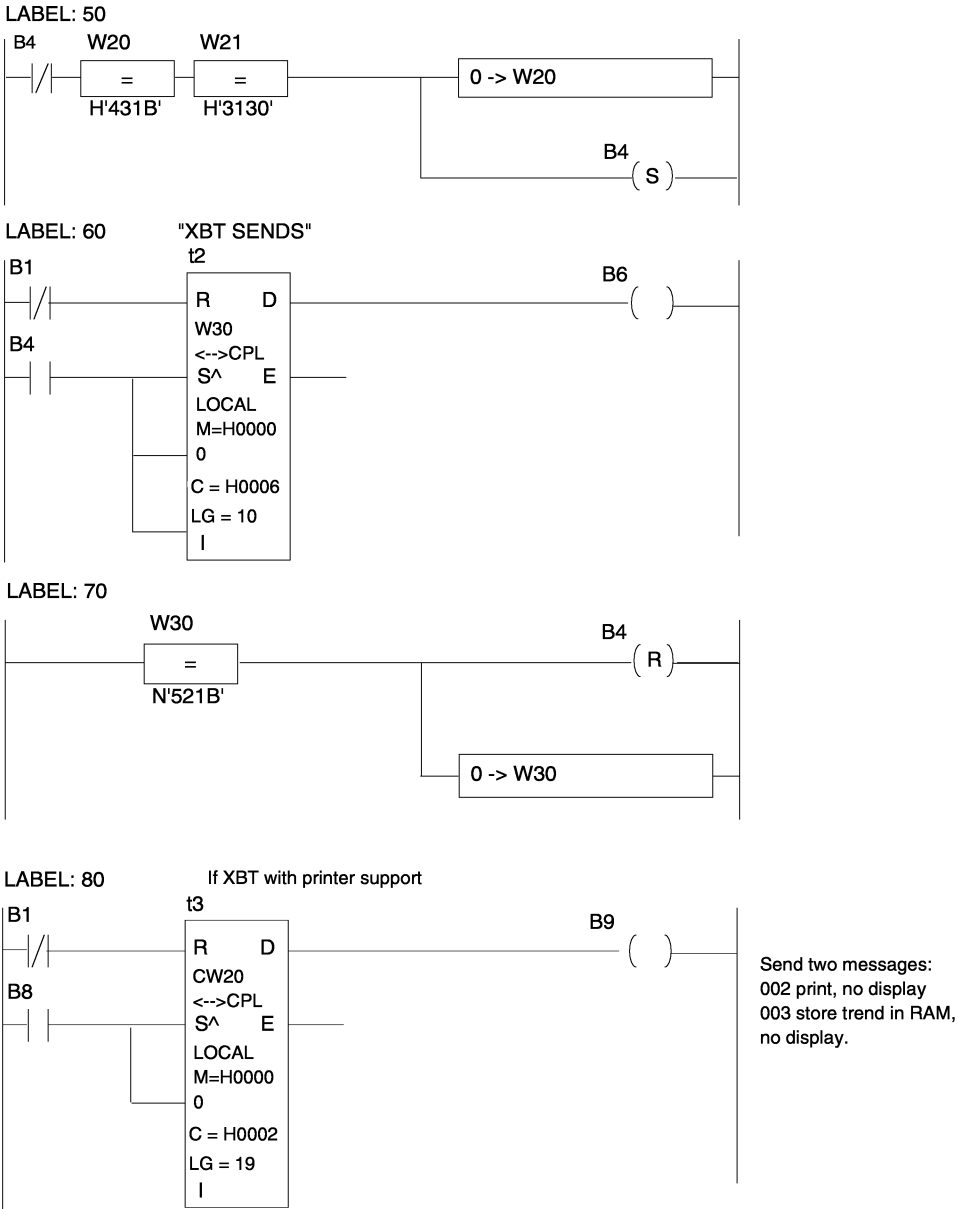 LABEL: 50
B4 W20 W21
= = 0 -> W20
H'431B' H'3130'
B4
S
LABEL: 60 "XBT SENDS"
t2
B1 B6
R D
W30
<-->CPL
B4
S^ E
LOCAL
M=H0000
0
C = H0006
LG = 10
I
LABEL: 70
W30 B4
= R
N'521B'
0 -> W30
LABEL: 80 If XBT with printer support
t3
B1 B9
R D
CW20
<-->CPL
B8
S^ E
LOCAL
M=H0000
0
C = H0002
LG = 19
I
Send two messages:
002 print, no display
003 store trend in RAM,
no display.